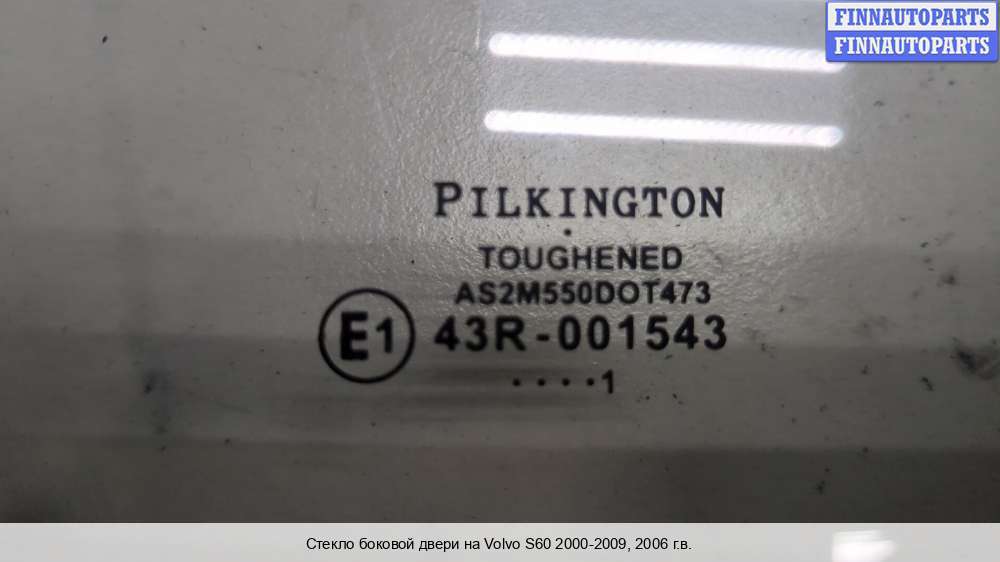 FINNAUTOPARTS
FINNAUTOPARTS
PILKINGTON
TOUGHENED
AS2M550DOT473
E1 43R-001543
....1
Стекло боковой двери на Volvo S60 2000-2009, 2006 г.в.